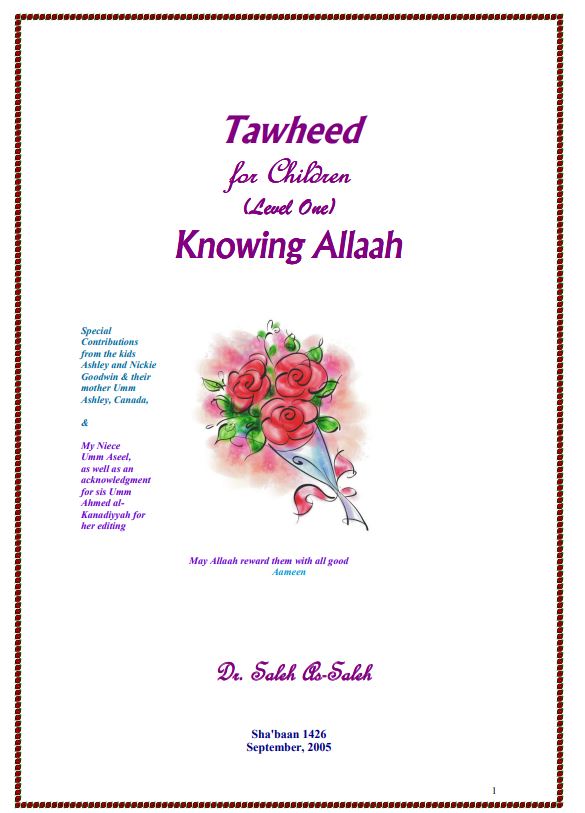 Tawheed
for Children
(Level One)
Knowing Allaah
Special
Contributions
from the kids
Ashley and Nickie
Goodwin & their
mother Umm
Ashley, Canada,
&
My Niece
Umm Aseel,
as well as an
acknowledgment
for sis Umm
Ahmed al-
Kanadiyyah for
her editing
May Allaah reward them with all good
Aameen
Dr. Saleh As-Saleh
Sha'baan 1426
September, 2005
1